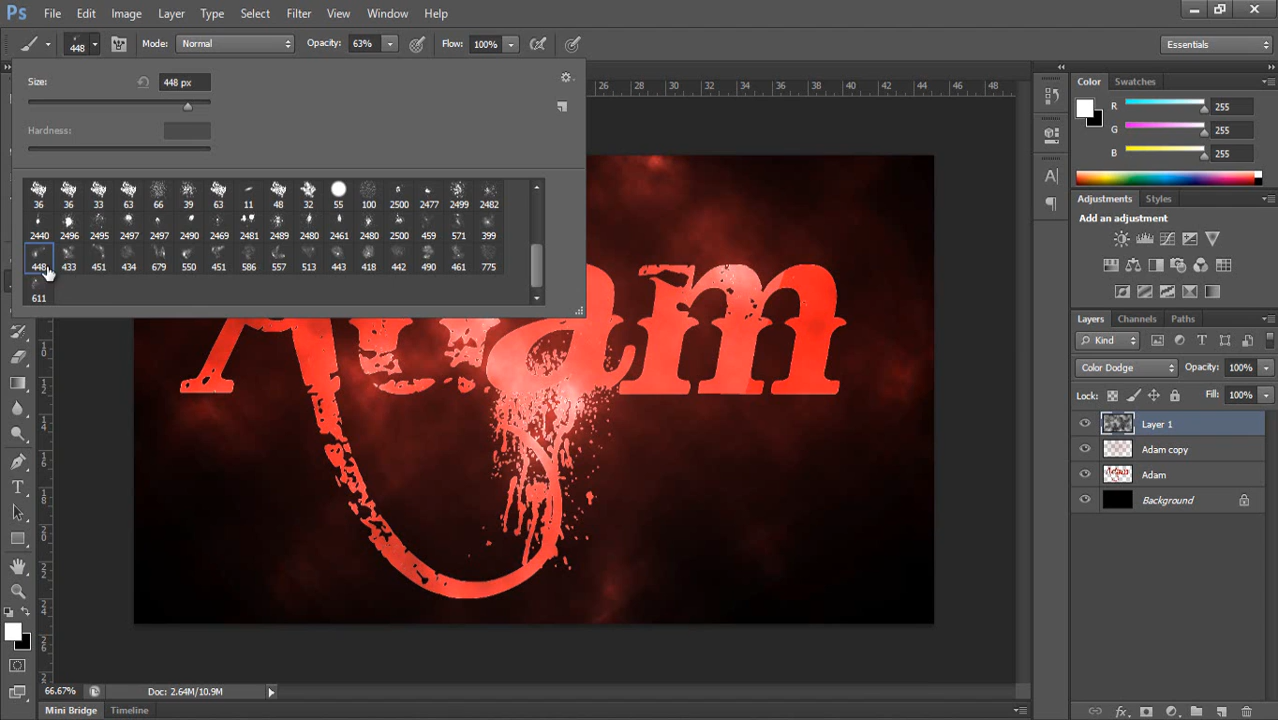 Ps File Edit Image Layer Type Select Filter View Window Help
448 Mode: Normal Opacity: 63% Flow: 100% Essentials
Size: 448 px
Hardness:
26 28 30 32 34 36 38 40 42 44 46 48
36 36 33 63 66 39 63 11 48 32 55 100 2500 2477 2499 2482
2440 2496 2495 2497 2497 2490 2469 2481 2489 2480 2461 2480 2500 459 571 399
448 433 451 434 679 550 451 586 557 513 443 418 442 490 461 775
611
Adam
Color Swatches
R 255
G 255
B 255
Adjustments Styles
Add an adjustment
Layers Channels Paths
Kind
Color Dodge Opacity: 100%
Lock: Fill: 100%
Layer 1
Adam copy
Adam
Background
66.67% Doc: 2.64M/10.9M
Mini Bridge Timeline